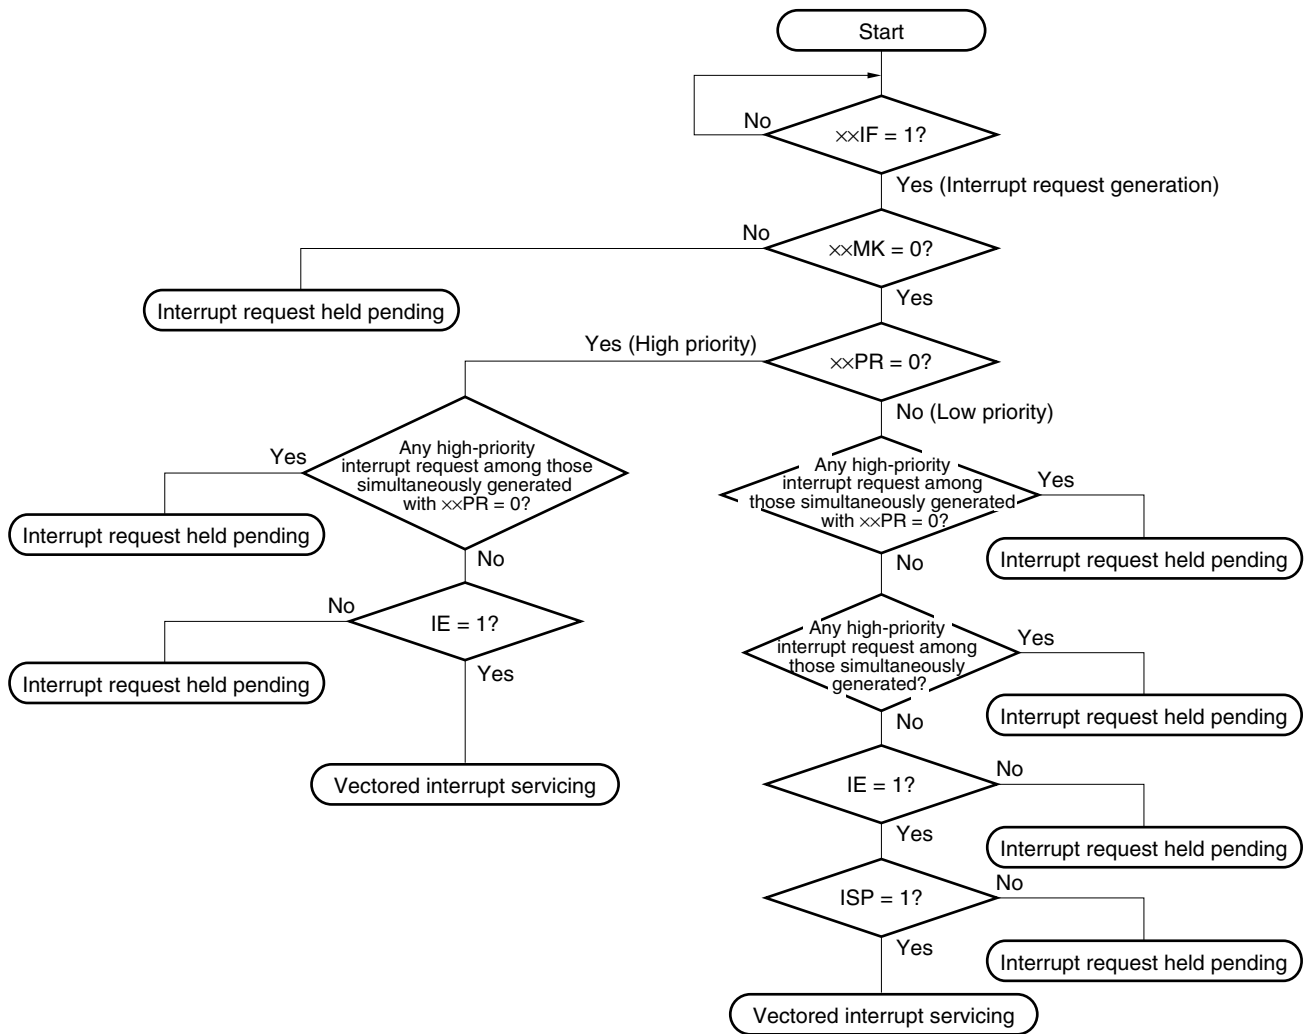 Start
No
××IF = 1?
Yes (Interrupt request generation)
No
××MK = 0?
Interrupt request held pending
Yes
Yes (High priority)
××PR = 0?
No (Low priority)
Yes
Any high-priority
interrupt request among those
simultaneously generated
with ××PR = 0?
Any high-priority
interrupt request among
those simultaneously generated
with ××PR = 0?
Yes
Interrupt request held pending
Interrupt request held pending
No
No
No
IE = 1?
Any high-priority
interrupt request among
those simultaneously
generated?
Yes
Interrupt request held pending
Yes
Interrupt request held pending
No
Vectored interrupt servicing
IE = 1?
No
Yes
Interrupt request held pending
ISP = 1?
No
Yes
Interrupt request held pending
Vectored interrupt servicing